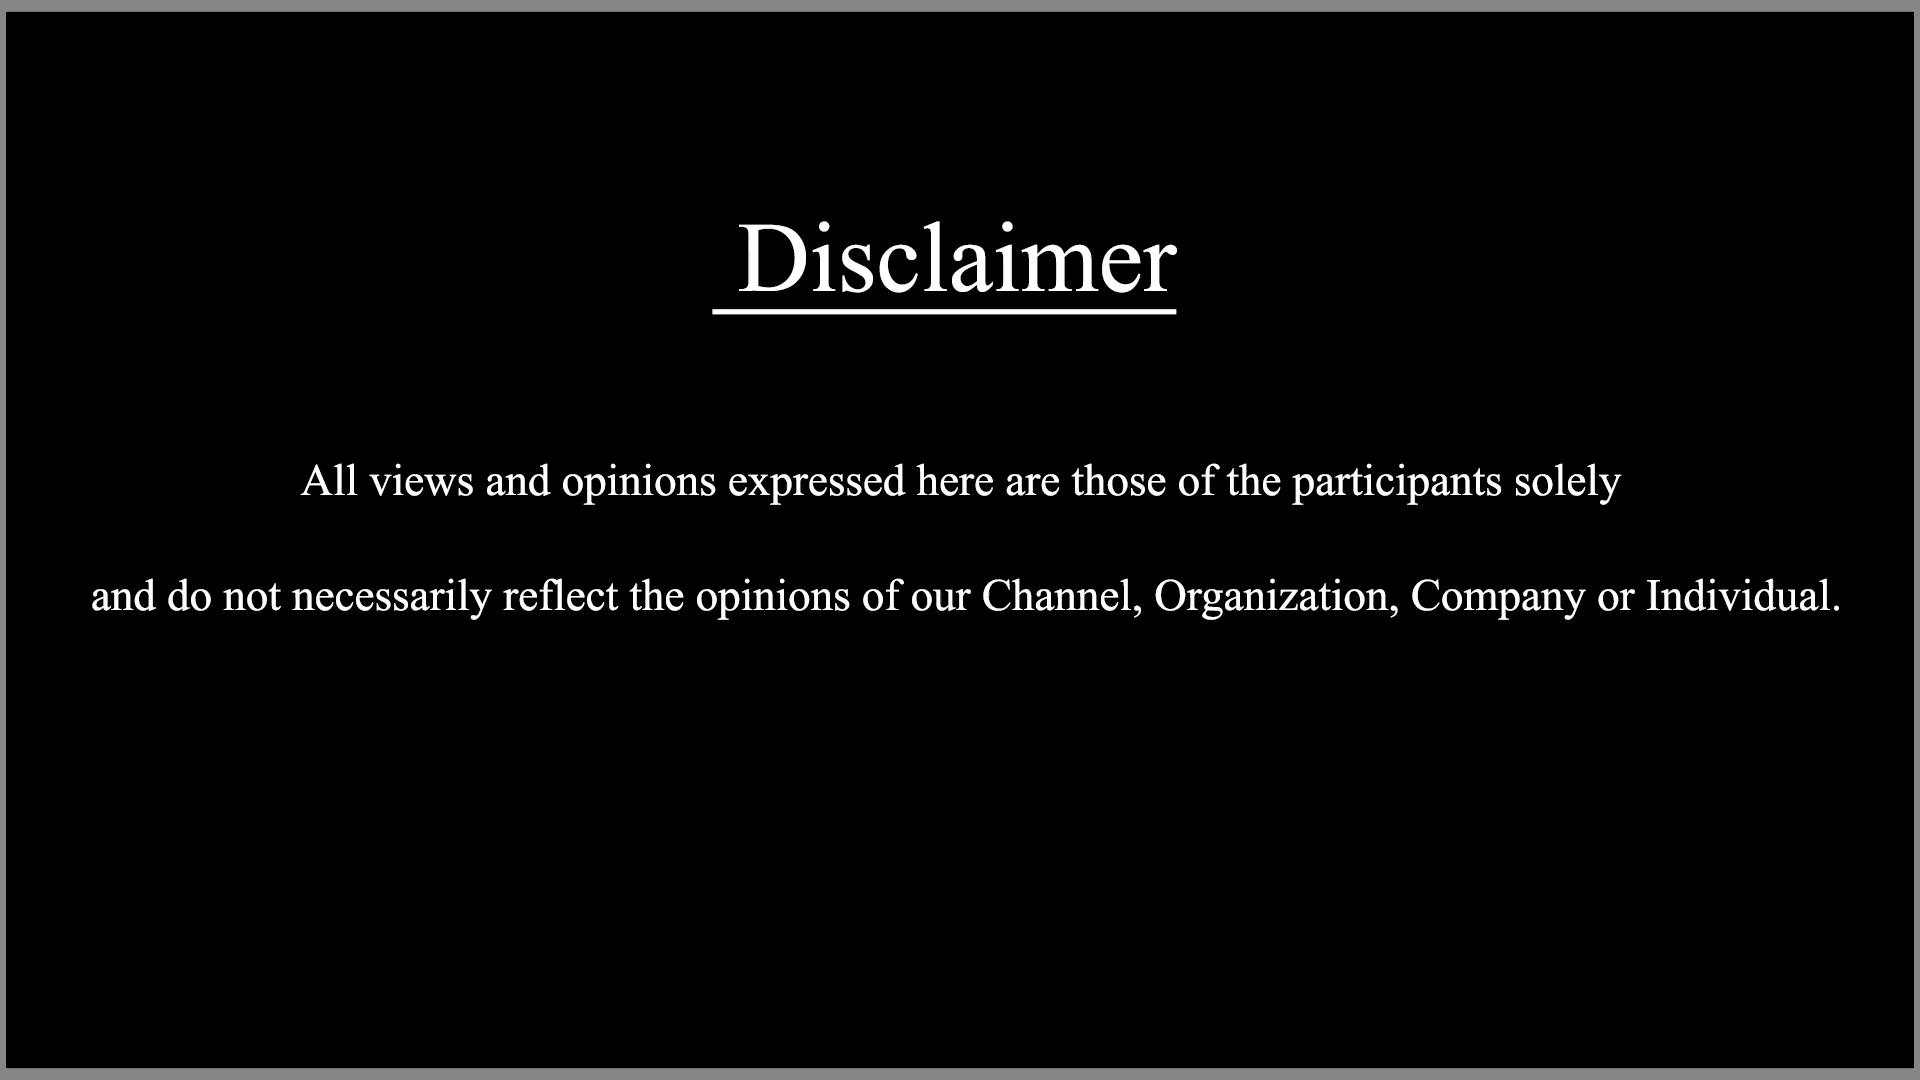 Disclaimer
All views and opinions expressed here are those of the participants solely
and do not necessarily reflect the opinions of our Channel, Organization, Company or Individual.